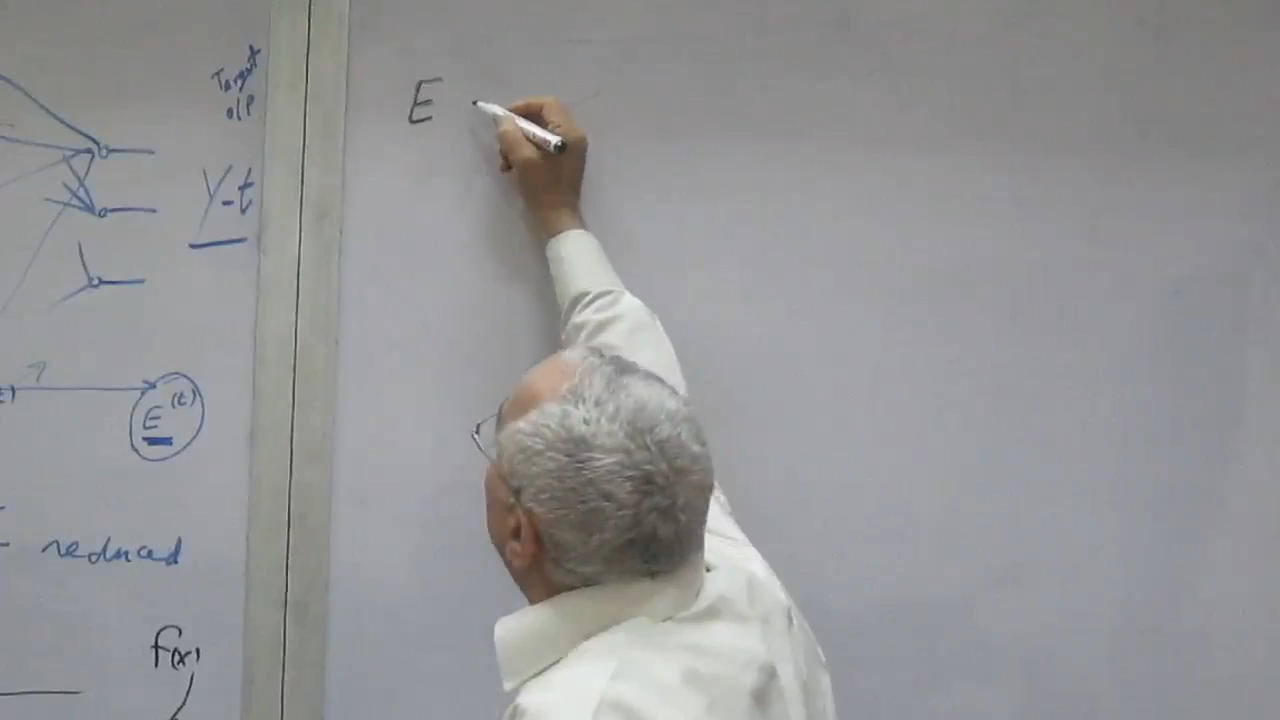 Target
o/p
y-t
E(t)
reduced
f(x)
E